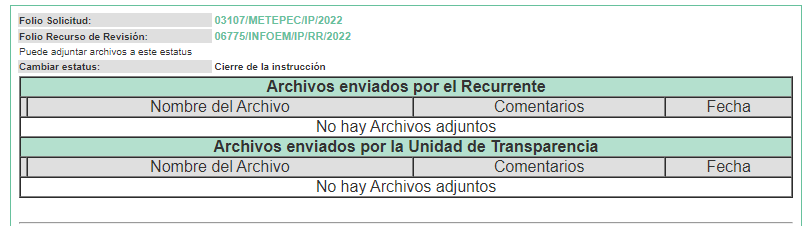 Folio Solicitud: 03107/METEPEC/IP/2022
Folio Recurso de Revisión: 06775/INFOEM/IP/RR/2022
Puede adjuntar archivos a este estatus
Cambiar estatus: Cierre de la instrucción
Archivos enviados por el Recurrente
Nombre del Archivo Comentarios Fecha
No hay Archivos adjuntos
Archivos enviados por la Unidad de Transparencia
Nombre del Archivo Comentarios Fecha
No hay Archivos adjuntos